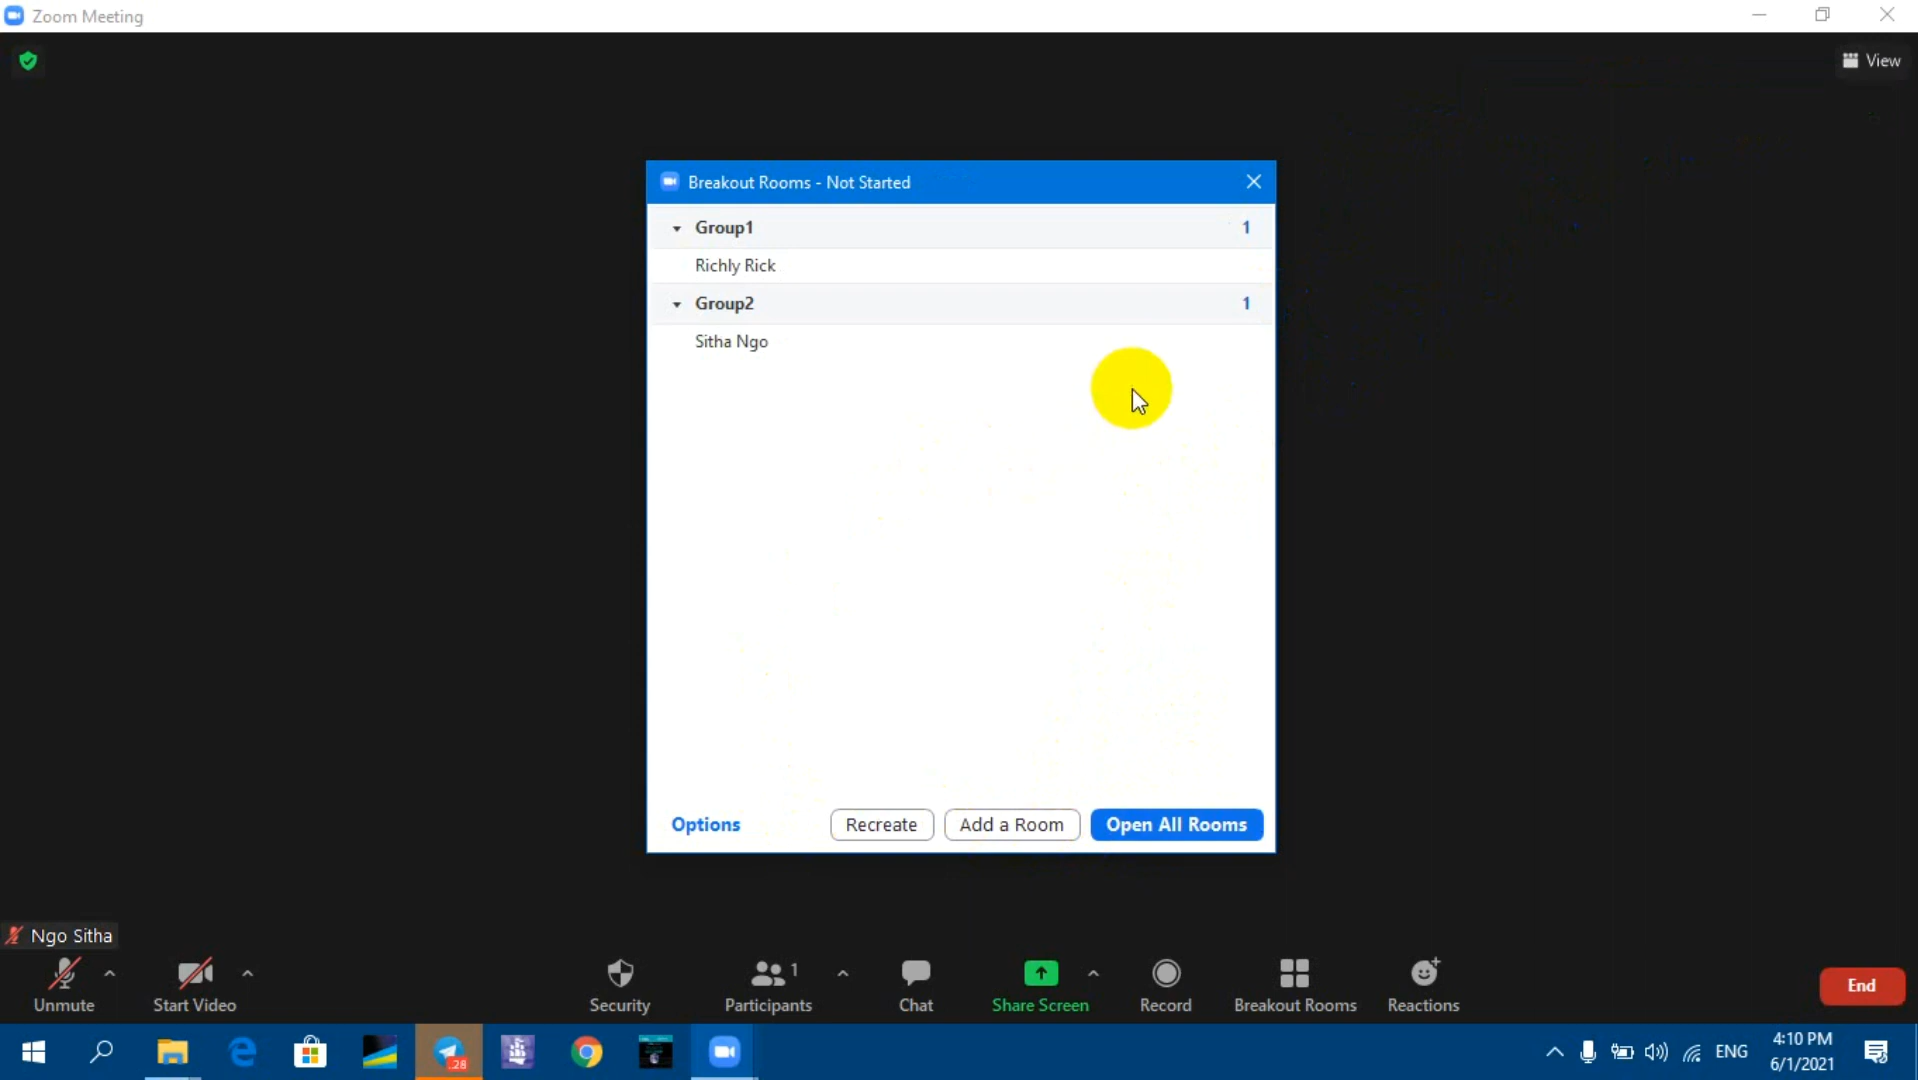 Zoom Meeting
View
Breakout Rooms - Not Started
Group1 1
Richly Rick
Group2 1
Sitha Ngo
Options Recreate Add a Room Open All Rooms
Ngo Sitha
1
Unmute Start Video Security Participants Chat Share Screen Record Breakout Rooms Reactions End
..28
ENG
4:10 PM
6/1/2021